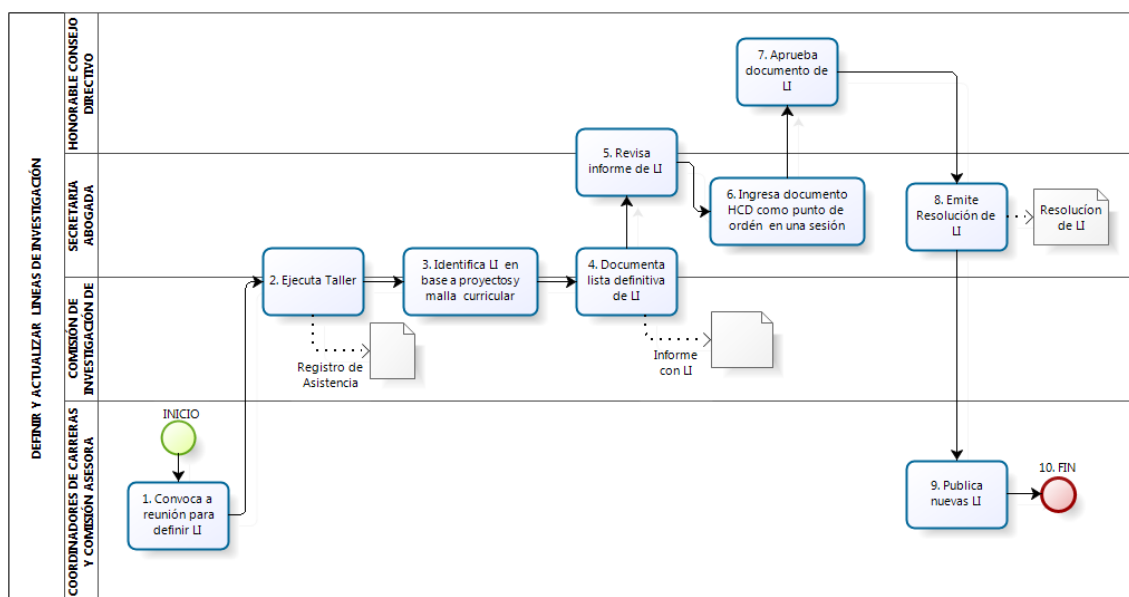 DEFINIR Y ACTUALIZAR LINEAS DE INVESTIGACIÓN
HONORABLE CONSEJO
DIRECTIVO
7. Aprueba
documento de
LI
SECRETARIA
ABOGADA
5. Revisa
informe de LI
6. Ingresa documento
HCD como punto de
ordén en una sesión
8. Emite
Resolución de
LI
Resolucíon
de LI
COMISIÓN DE
INVESTIGACIÓN DE
2. Ejecuta Taller
3. Identifica LI en
base a proyectos y
malla curricular
4. Documenta
lista definitiva
de LI
Registro de
Asistencia
Informe
con LI
COORDINADORES DE CARRERAS
Y COMISIÓN ASESORA
INICIO
1. Convoca a
reunión para
definir LI
9. Publica
nuevas LI
10. FIN